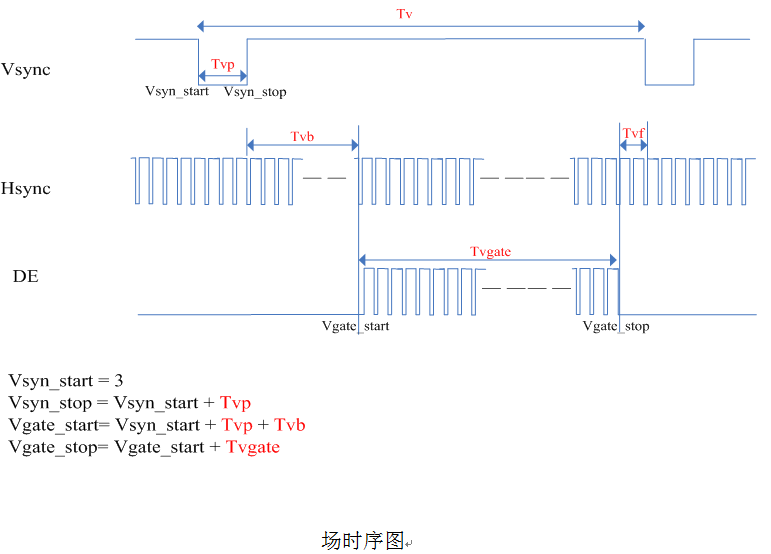 Tv
Vsync
Tvp
Vsyn_start
Vsyn_stop
Tvb
Tvf
Hsync
Tvgate
DE
Vgate_start
Vgate_stop
Vsyn_start = 3
Vsyn_stop = Vsyn_start + Tvp
Vgate_start= Vsyn_start + Tvp + Tvb
Vgate_stop= Vgate_start + Tvgate
场时序图